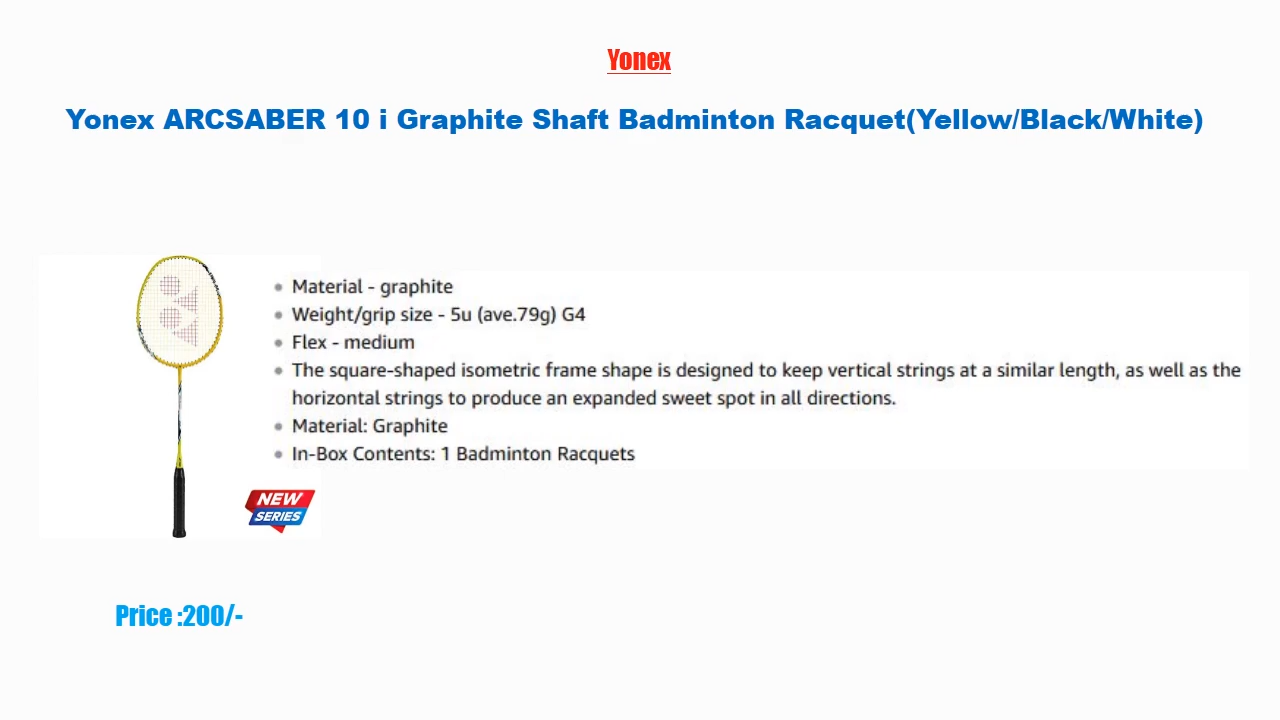 Yonex
Yonex ARCSABER 10 i Graphite Shaft Badminton Racquet(Yellow/Black/White)
Material - graphite
Weight/grip size - 5u (ave.79g) G4
Flex - medium
The square-shaped isometric frame shape is designed to keep vertical strings at a similar length, as well as the
horizontal strings to produce an expanded sweet spot in all directions.
Material: Graphite
In-Box Contents: 1 Badminton Racquets
NEW
SERIES
Price :200/-